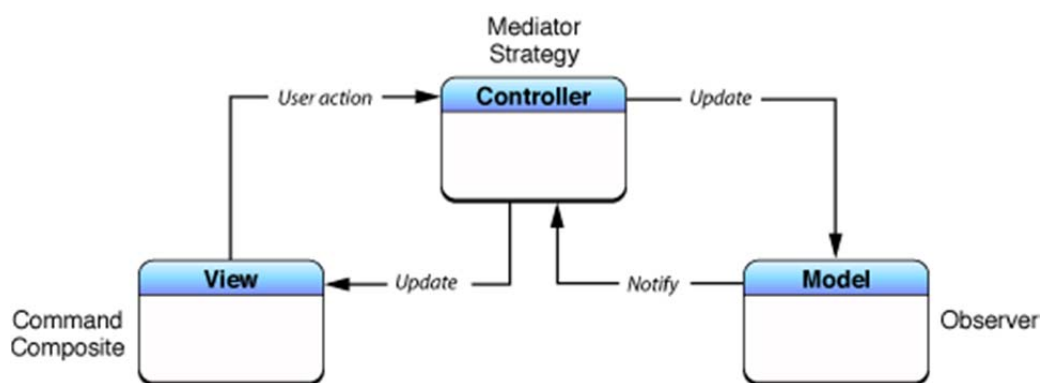 Mediator
Strategy
User action
Controller
Update
View
Update
Notify
Model
Command
Composite
Observer